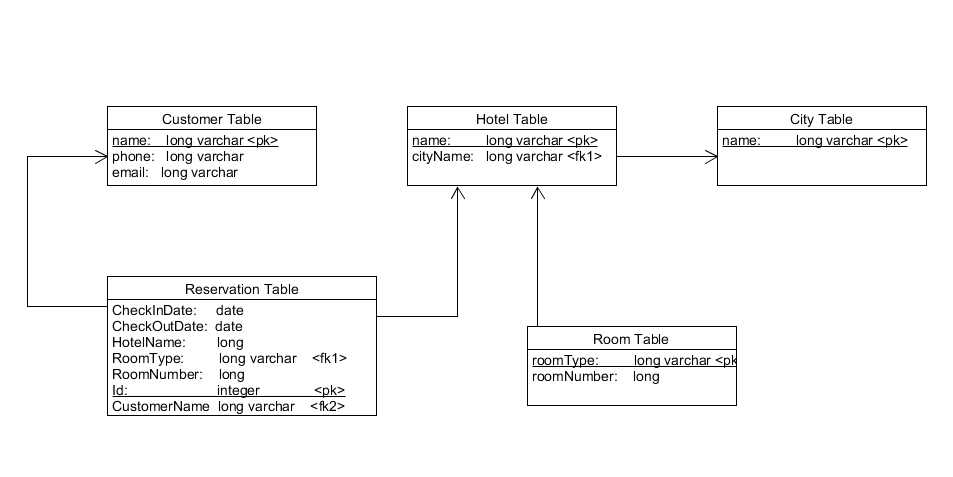 Customer Table
name: long varchar <pk>
phone: long varchar
email: long varchar
Hotel Table
name: long varchar <pk>
cityName: long varchar <fk1>
City Table
name: long varchar <pk>
Reservation Table
CheckInDate: date
CheckOutDate: date
HotelName: long
RoomType: long varchar <fk1>
RoomNumber: long
Id: integer <pk>
CustomerName long varchar <fk2>
Room Table
roomType: long varchar <pk
roomNumber: long